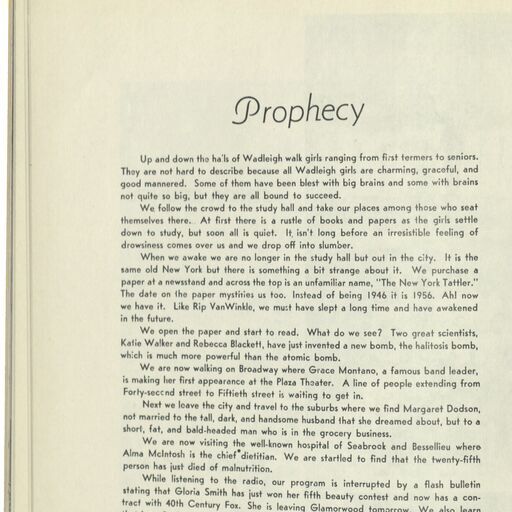 Prophecy
Up and down the halls of Wadleigh walk girls ranging from first termers to seniors.
They are not hard to describe because all Wadleigh girls are charming, graceful, and
good mannered. Some of them have been blest with big brains and some with brains
not quite so big, but they are all bound to succeed.
We follow the crowd to the study hall and take our places among those who seat
themselves there. At first there is a rustle of books and papers as the girls settle
down to study, but soon all is quiet. It isn't long before an irresistible feeling of
drowsiness comes over us and we drop off into slumber.
When we awake we are no longer in the study hall but out in the city. It is the
same old New York but there is something a bit strange about it. We purchase a
paper at a newsstand and across the top is an unfamiliar name, "The New York Tattler."
The date on the paper mystifies us too. Instead of being 1946 it is 1956. Ah! now
we have it. Like Rip VanWinkle, we must have slept a long time and have awakened
in the future.
We open the paper and start to read. What do we see? Two great scientists,
Katie Walker and Rebecca Blackett, have just invented a new bomb, the halitosis bomb,
which is much more powerful than the atomic bomb.
We are now walking on Broadway where Grace Montano, a famous band leader,
is making her first appearance at the Plaza Theater. A line of people extending from
Forty-second street to Fiftieth street is waiting to get in.
Next we leave the city and travel to the suburbs where we find Margaret Dodson,
not married to the tall, dark, and handsome husband that she dreamed about, but to a
short, fat, and bald-headed man who is in the grocery business.
We are now visiting the well-known hospital of Seabrook and Bessellieu where
Alma McIntosh is the chief dietitian. We are startled to find that the twenty-fifth
person has just died of malnutrition.
While listening to the radio, our program is interrupted by a flash bulletin
stating that Gloria Smith has just won her fifth beauty contest and now has a con-
tract with 40th Century Fox. She is leaving Glamorwood tomorrow. We also learn